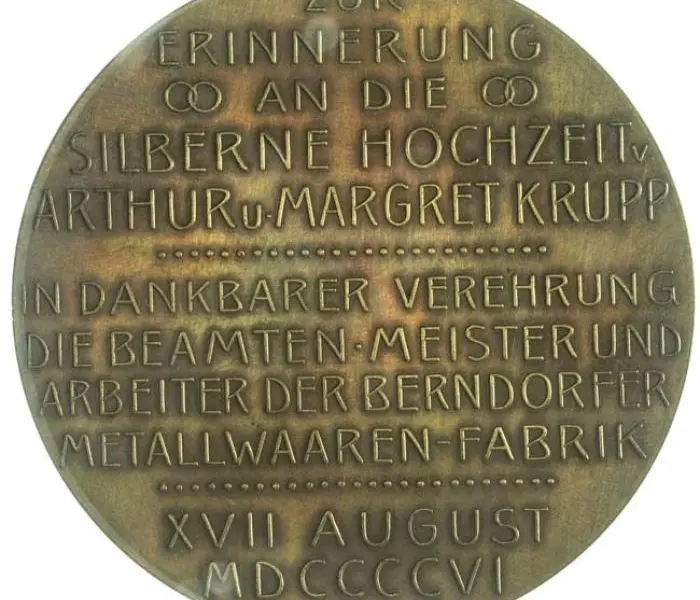 ZUR
ERINNERUNG
AN DIE
SILBERNE HOCHZEIT v.
ARTHUR u. MARGRET KRUPP
IN DANKBARER VEREHRUNG
DIE BEAMTEN · MEISTER UND
ARBEITER DER BERNDORFER
METALLWAAREN-FABRIK
XVII AUGUST
MDCCCCVI